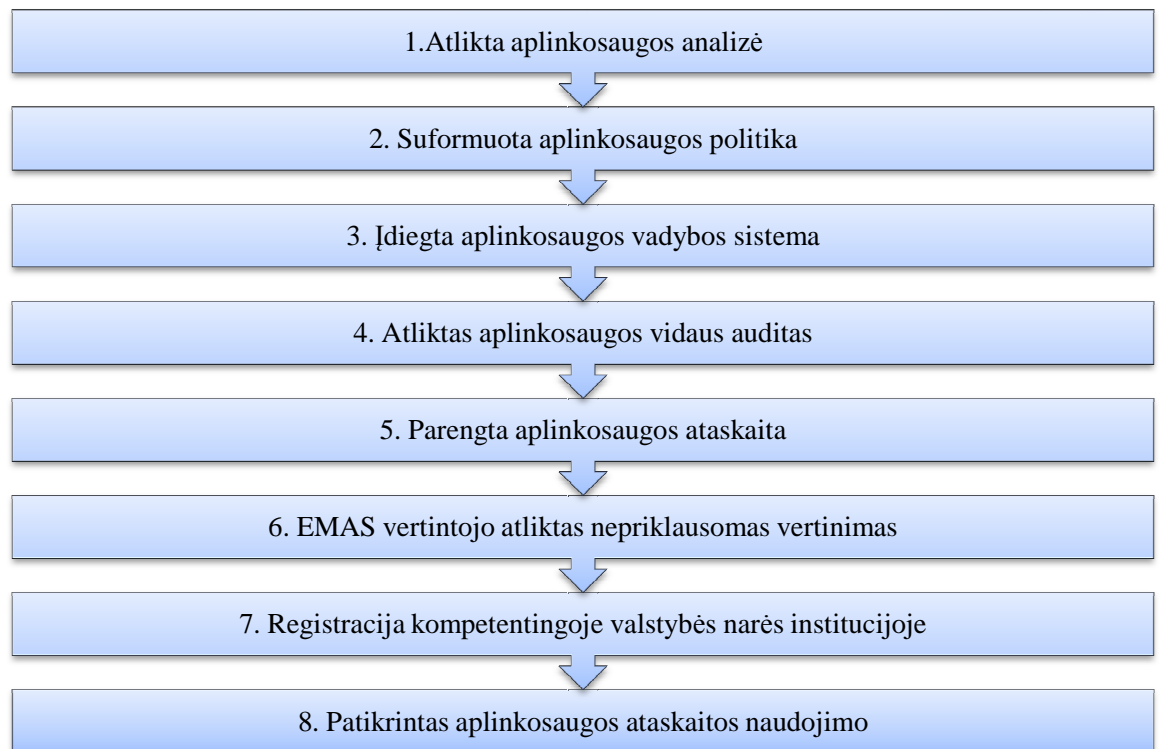 1.Atlikta aplinkosaugos analizė
2. Suformuota aplinkosaugos politika
3. Įdiegta aplinkosaugos vadybos sistema
4. Atliktas aplinkosaugos vidaus auditas
5. Parengta aplinkosaugos ataskaita
6. EMAS vertintojo atliktas nepriklausomas vertinimas
7. Registracija kompetentingoje valstybės narės institucijoje
8. Patikrintas aplinkosaugos ataskaitos naudojimo